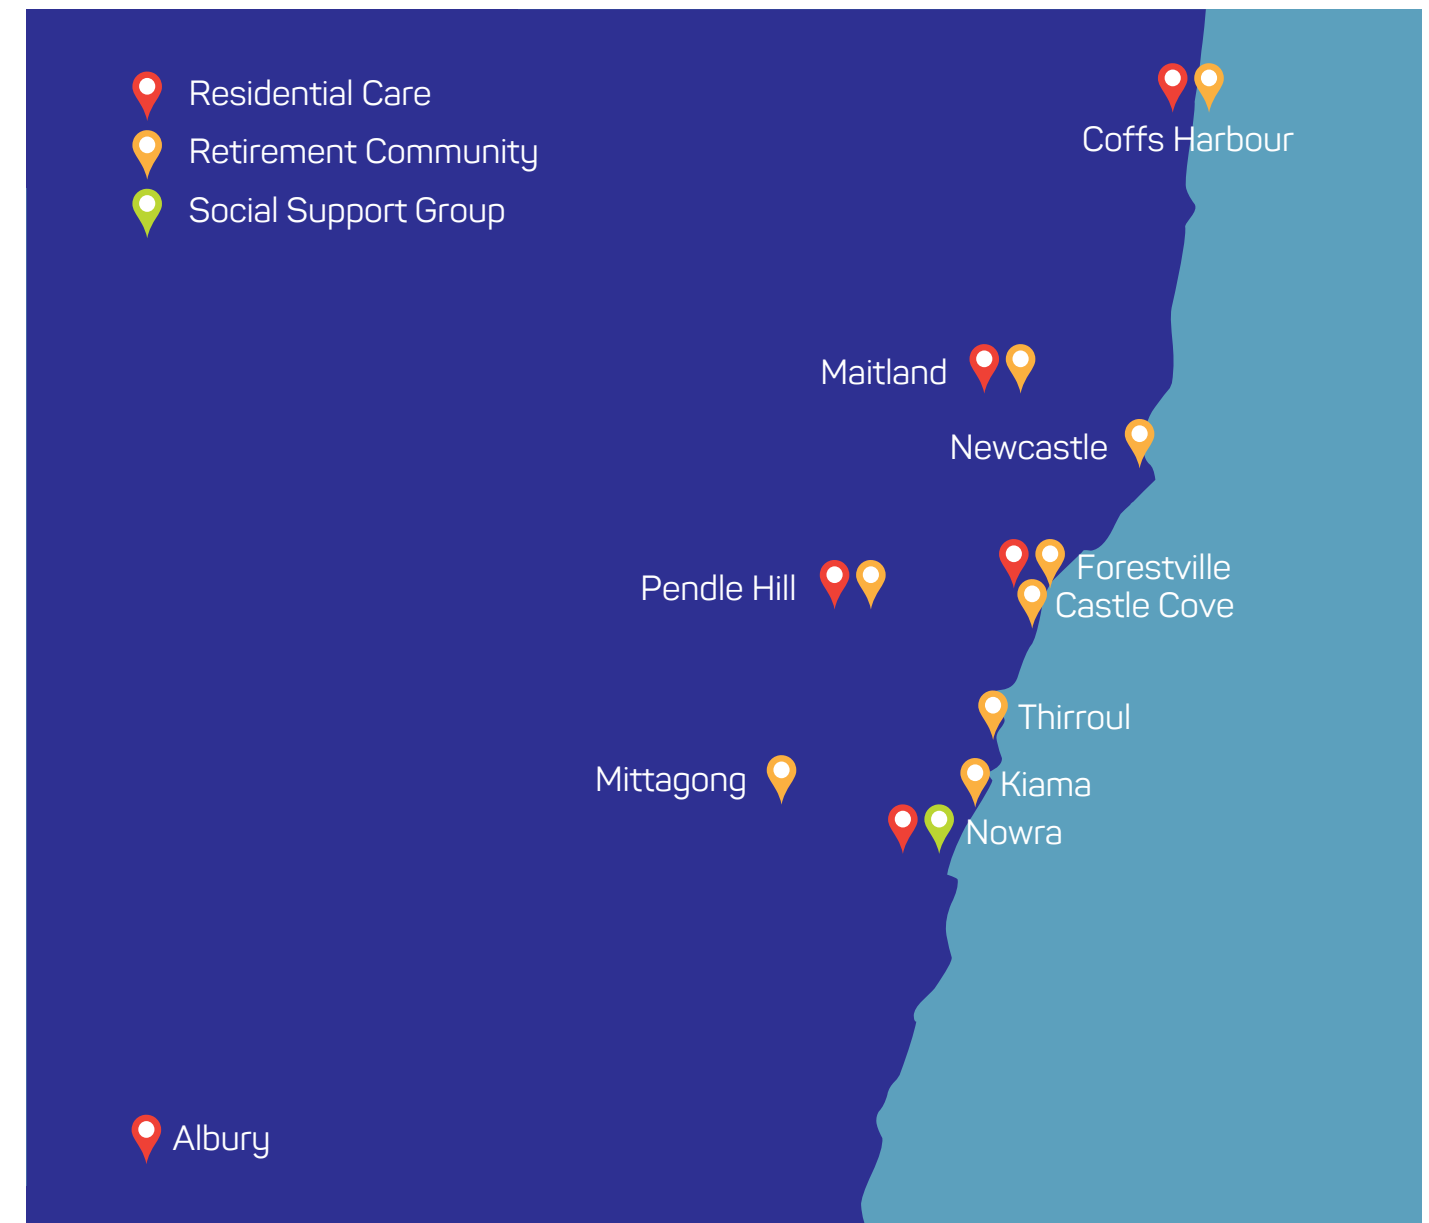 Residential Care
Retirement Community
Social Support Group
Coffs Harbour
Maitland
Newcastle
Forestville
Pendle Hill
Castle Cove
Thirroul
Mittagong
Kiama
Nowra
Albury